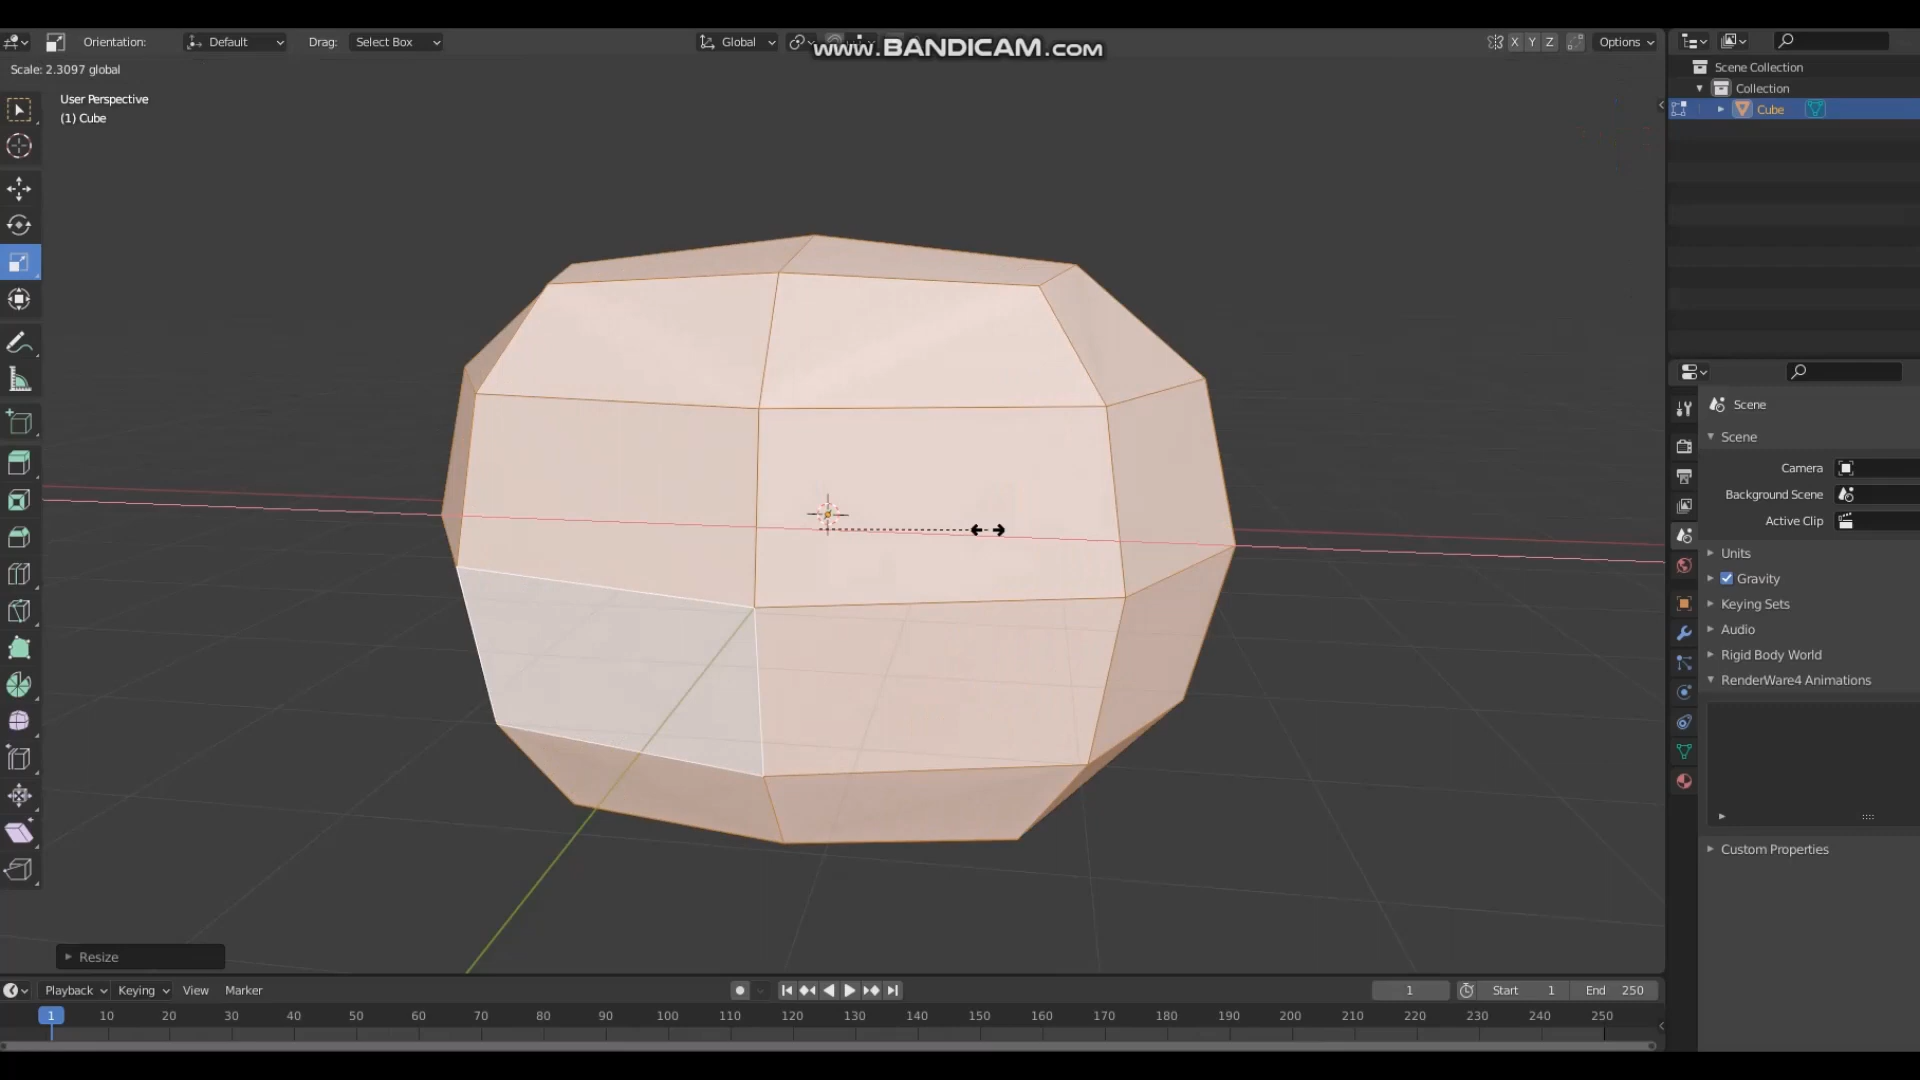 Orientation: Default Drag: Select Box Global www.BANDICAM.com X Y Z Options
Scale: 2.3097 global
User Perspective
(1) Cube
Scene Collection
Collection
Cube
Scene
Scene
Camera
Background Scene
Active Clip
Units
Gravity
Keying Sets
Audio
Rigid Body World
RenderWare4 Animations
Custom Properties
Resize
Playback Keying View Marker 1 Start 1 End 250
1 10 20 30 40 50 60 70 80 90 100 110 120 130 140 150 160 170 180 190 200 210 220 230 240 250